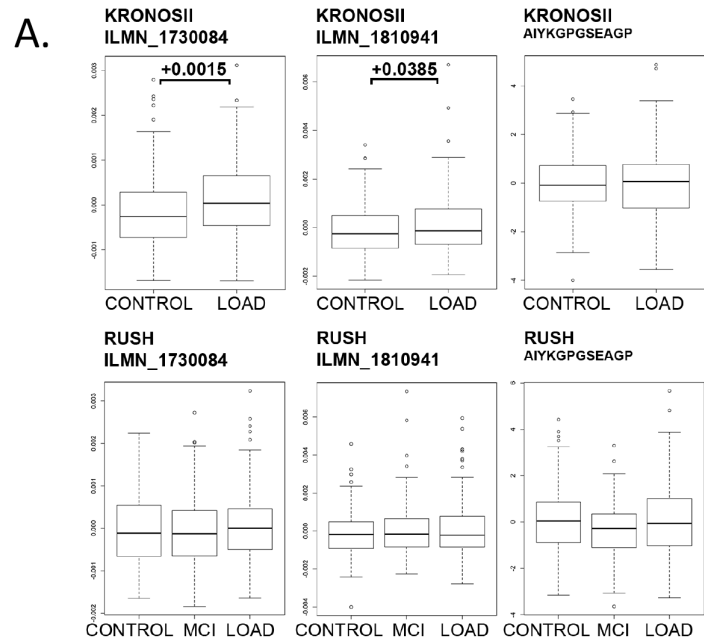 A.
KRONOSII
ILMN_1730084
+0.0015
0.003
0.002
0.001
0.000
-0.001
CONTROL LOAD
KRONOSII
ILMN_1810941
+0.0385
0.006
0.004
0.002
0.000
-0.002
CONTROL LOAD
KRONOSII
AIYKGPGSEAGP
4
2
0
-2
-4
CONTROL LOAD
RUSH
ILMN_1730084
0.003
0.002
0.001
0.000
-0.001
-0.002
CONTROL MCI LOAD
RUSH
ILMN_1810941
0.006
0.004
0.002
0.000
-0.002
-0.004
CONTROL MCI LOAD
RUSH
AIYKGPGSEAGP
6
4
2
0
-2
-4
CONTROL MCI LOAD